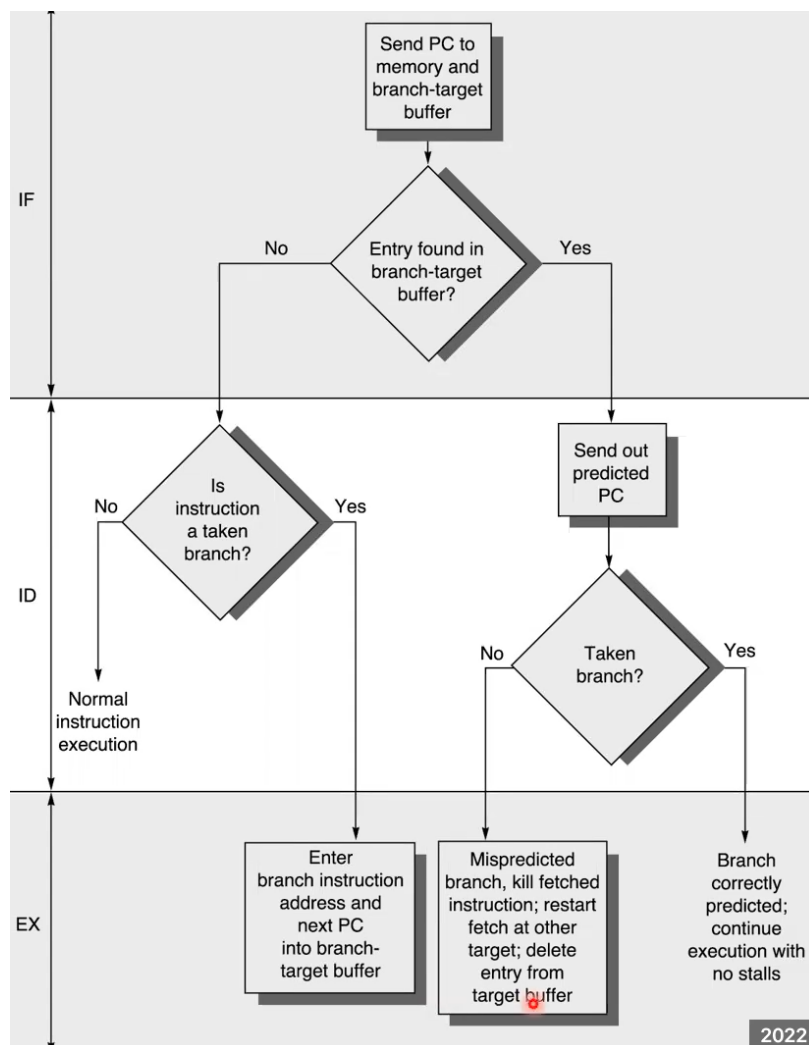 Send PC to
memory and
branch-target
buffer
IF
No
Entry found in
branch-target
buffer?
Yes
Send out
predicted
PC
Is
instruction
a taken
branch?
No
Yes
ID
No
Taken
branch?
Yes
Normal
instruction
execution
Enter
branch instruction
address and
next PC
into branch-
target buffer
Mispredicted
branch, kill fetched
instruction; restart
fetch at other
target; delete
entry from
target buffer
Branch
correctly
predicted;
continue
execution with
no stalls
EX
2022